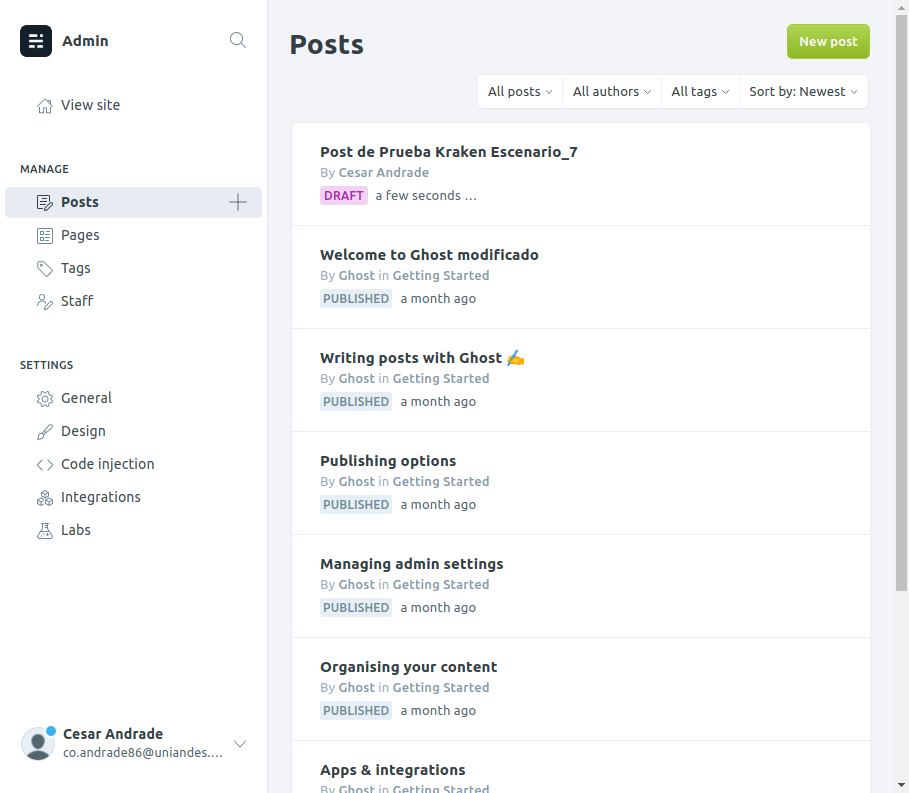 Admin
View site
MANAGE
Posts
Pages
Tags
Staff
SETTINGS
General
Design
Code injection
Integrations
Labs
Cesar Andrade
co.andrade86@uniandes....
Posts
New post
All posts
All authors
All tags
Sort by: Newest
Post de Prueba Kraken Escenario_7
By Cesar Andrade
DRAFT a few seconds ...
Welcome to Ghost modificado
By Ghost in Getting Started
PUBLISHED a month ago
Writing posts with Ghost ✍️
By Ghost in Getting Started
PUBLISHED a month ago
Publishing options
By Ghost in Getting Started
PUBLISHED a month ago
Managing admin settings
By Ghost in Getting Started
PUBLISHED a month ago
Organising your content
By Ghost in Getting Started
PUBLISHED a month ago
Apps & integrations
By Ghost in Getting Started